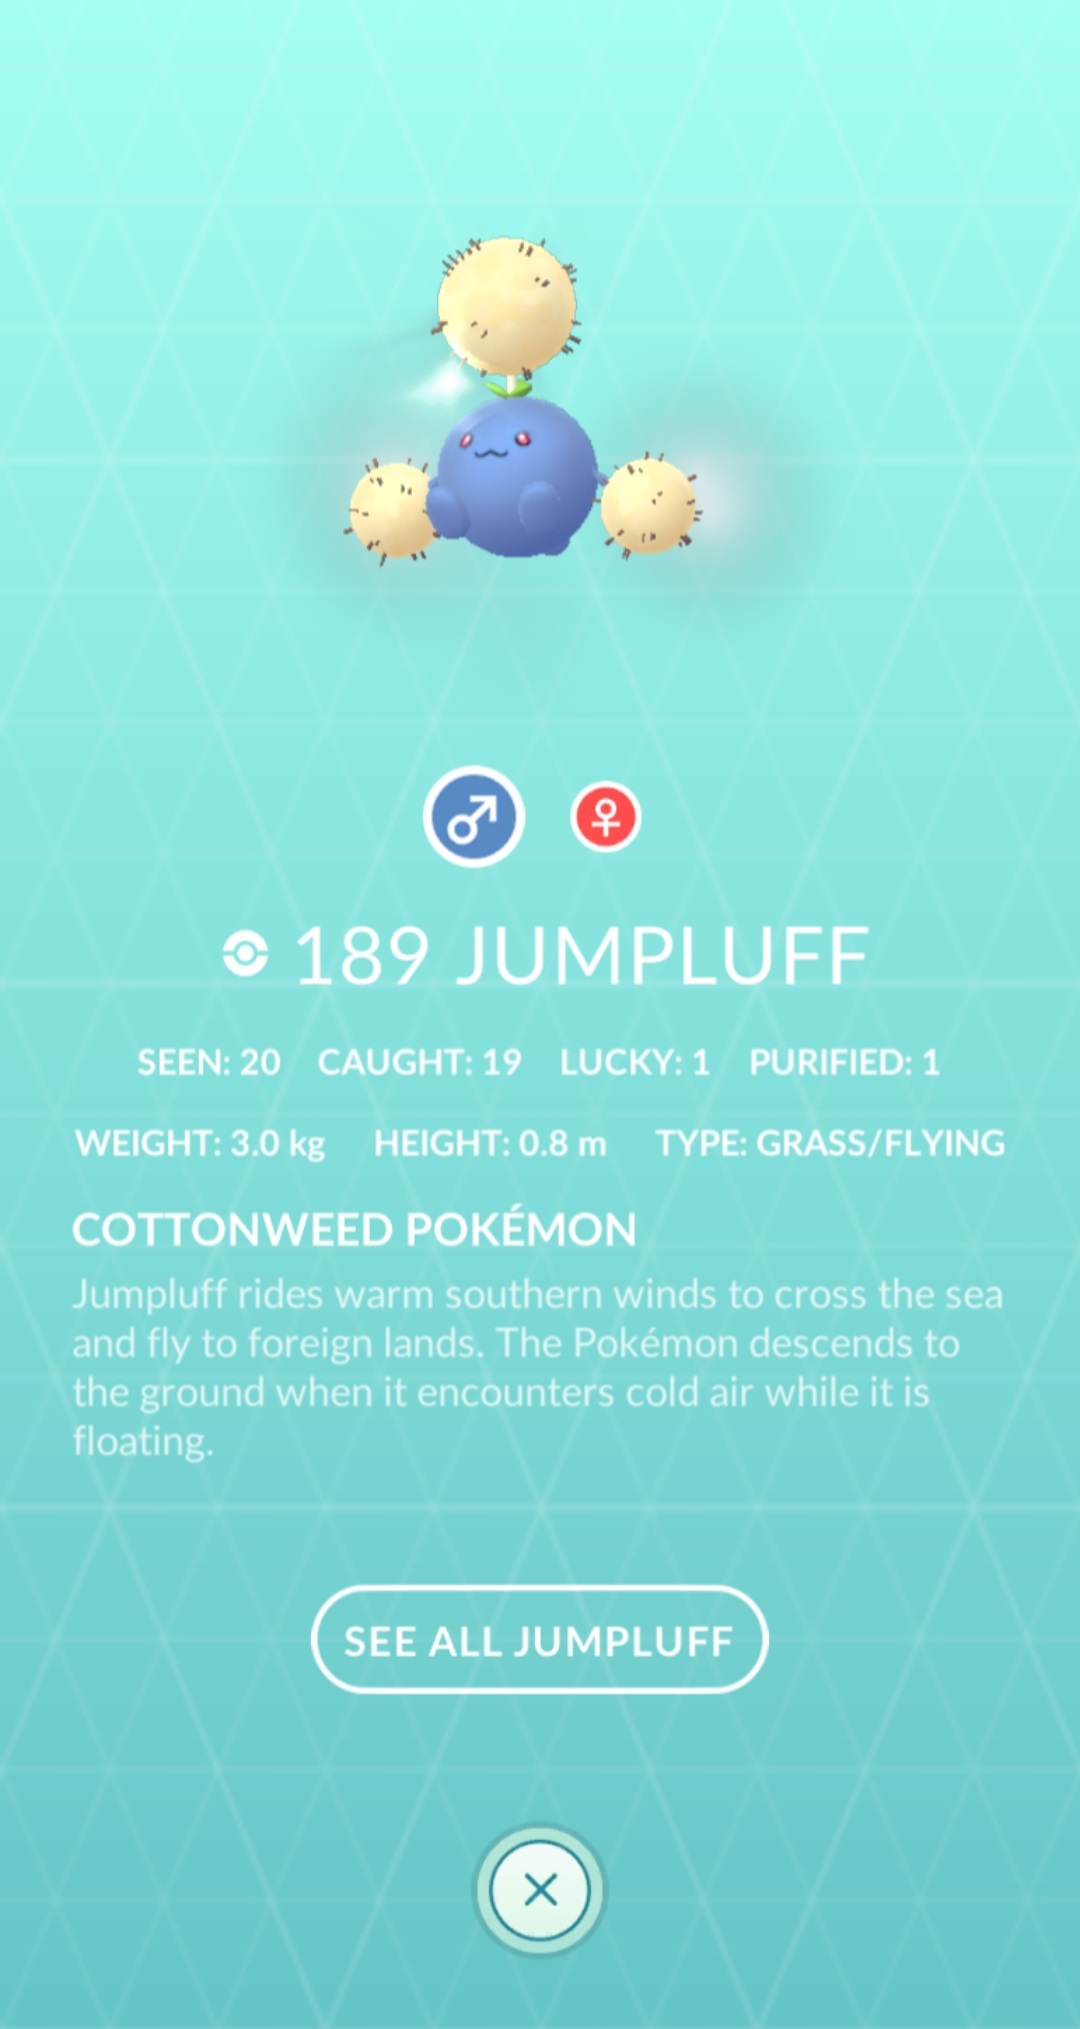 189 JUMPLUFF
SEEN: 20 CAUGHT: 19 LUCKY: 1 PURIFIED: 1
WEIGHT: 3.0 kg HEIGHT: 0.8 m TYPE: GRASS/FLYING
COTTONWEED POKÉMON
Jumpluff rides warm southern winds to cross the sea
and fly to foreign lands. The Pokémon descends to
the ground when it encounters cold air while it is
floating.
SEE ALL JUMPLUFF